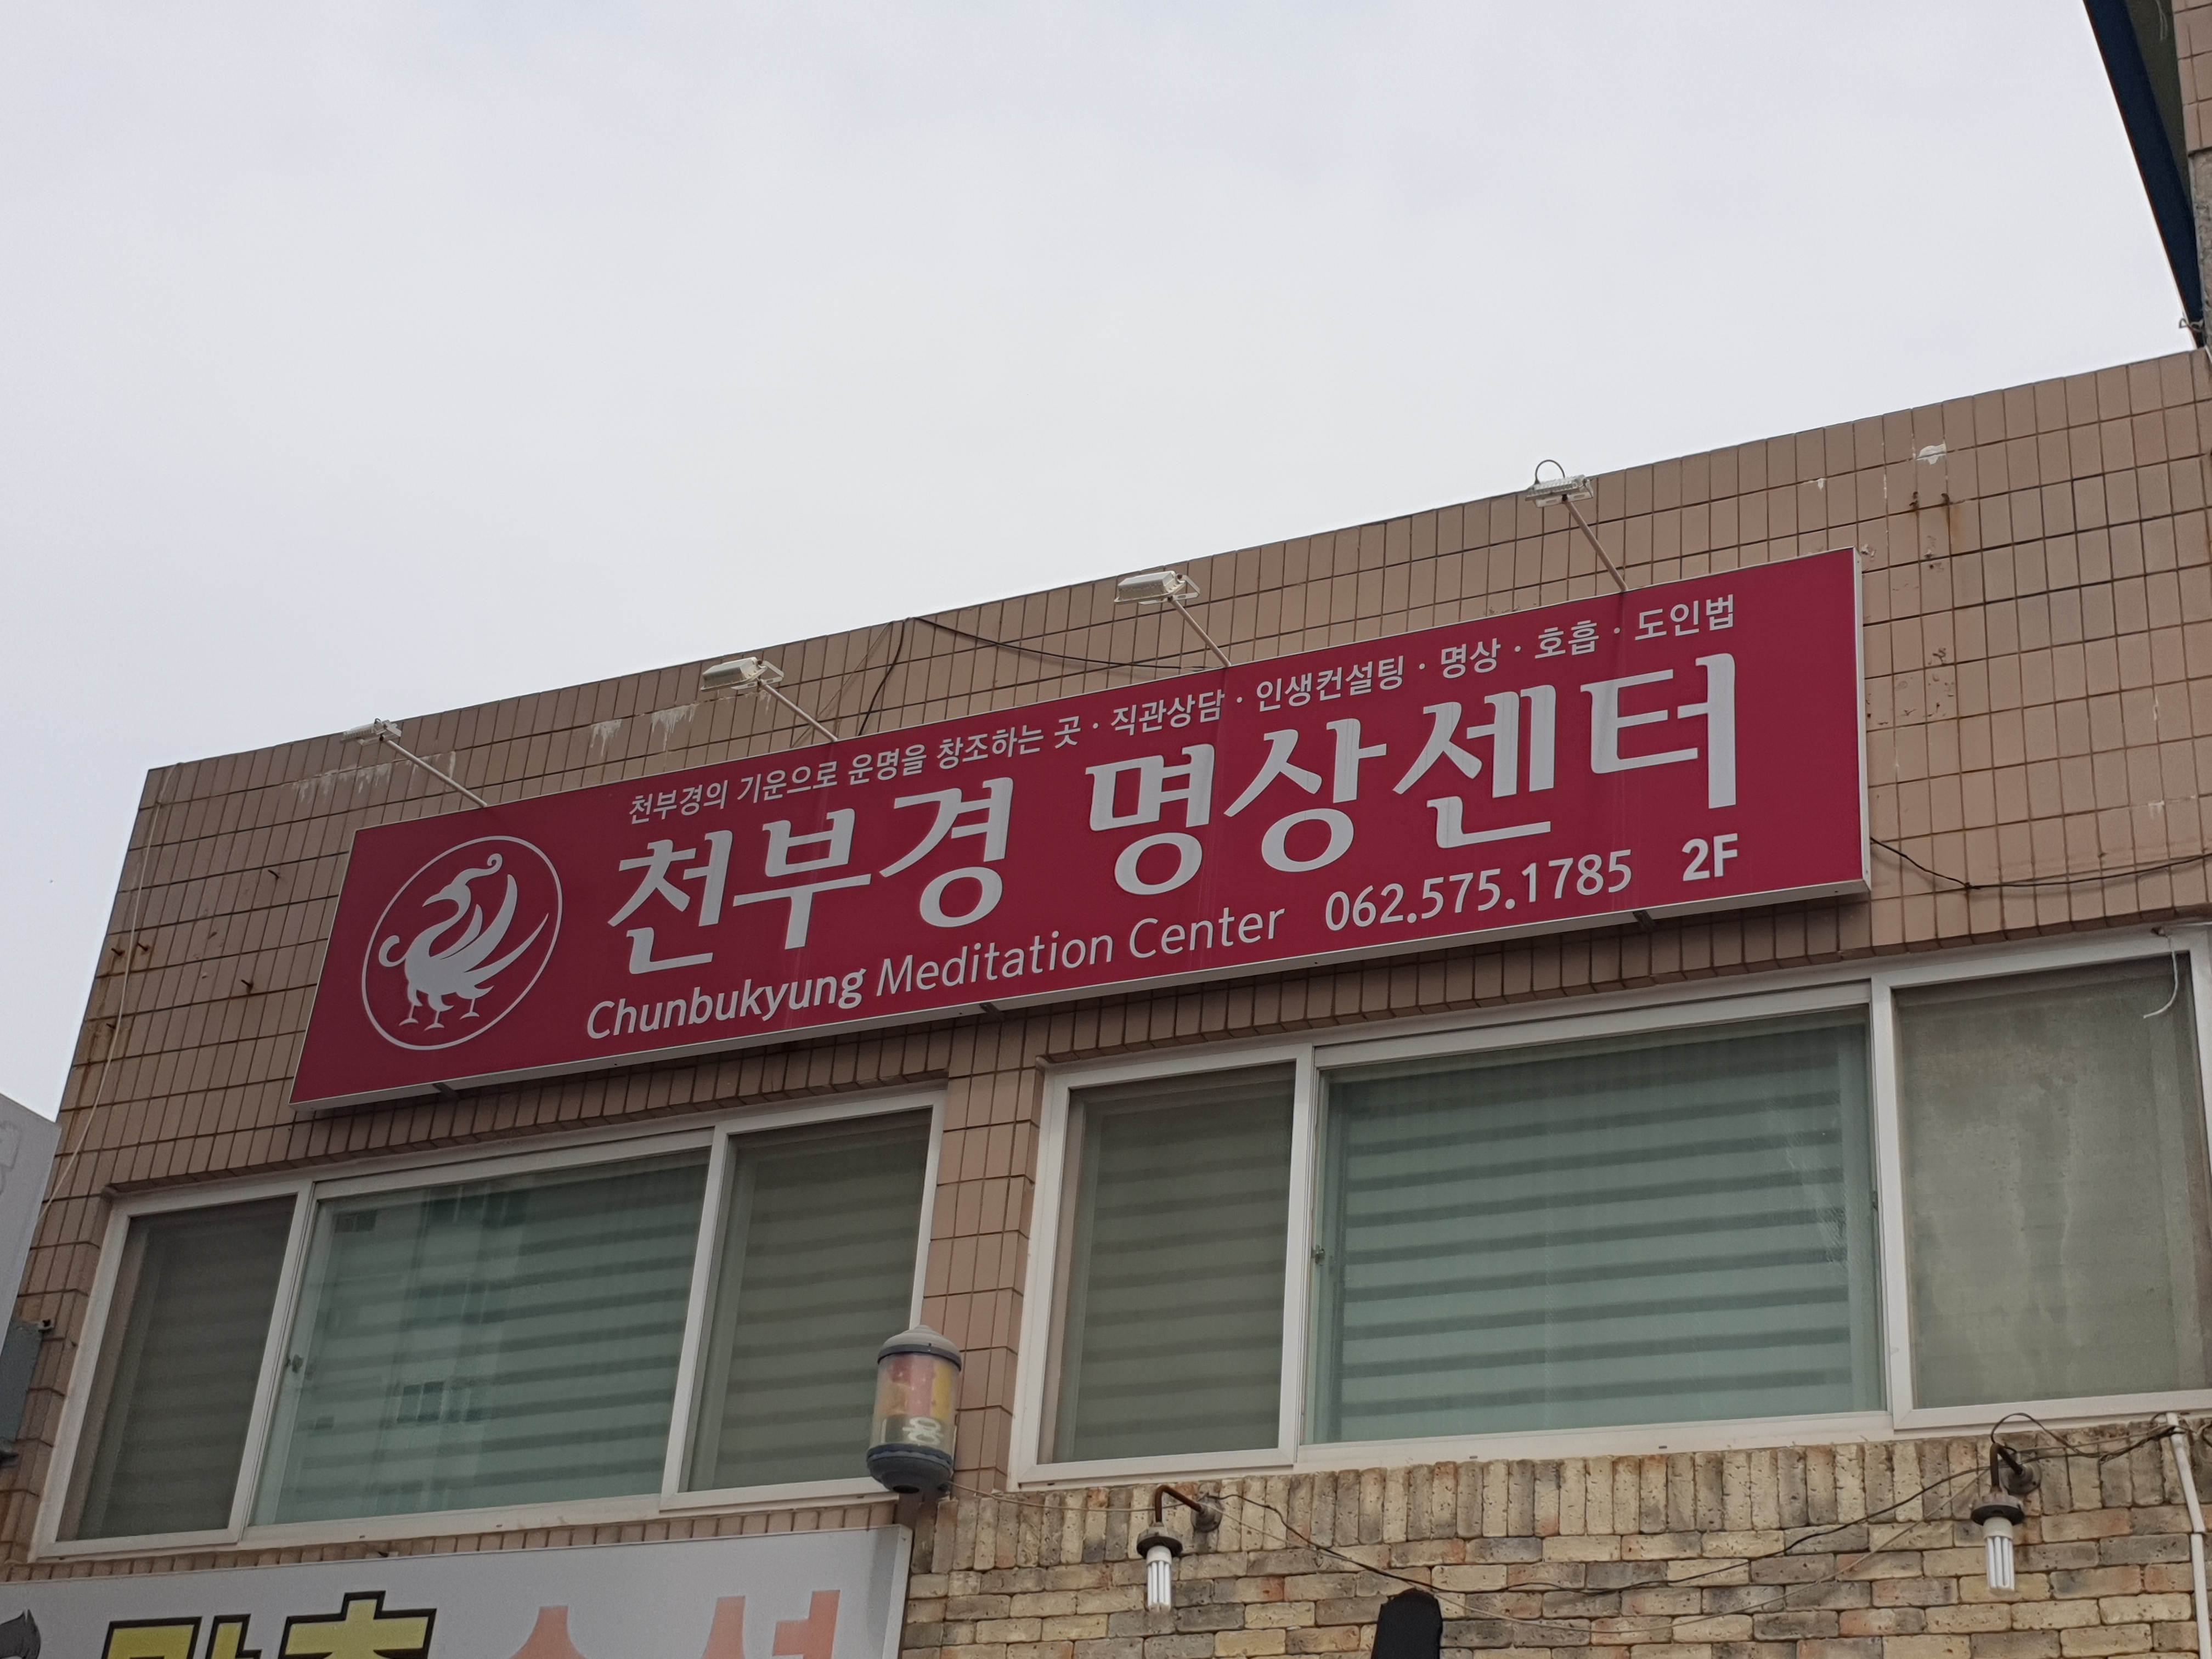 천부경의 기운으로 운명을 창조하는 곳 · 직관상담 · 인생컨설팅 · 명상 · 호흡 · 도인법
천부경 명상센터
Chunbukyung Meditation Center 062.575.1785 2F
용